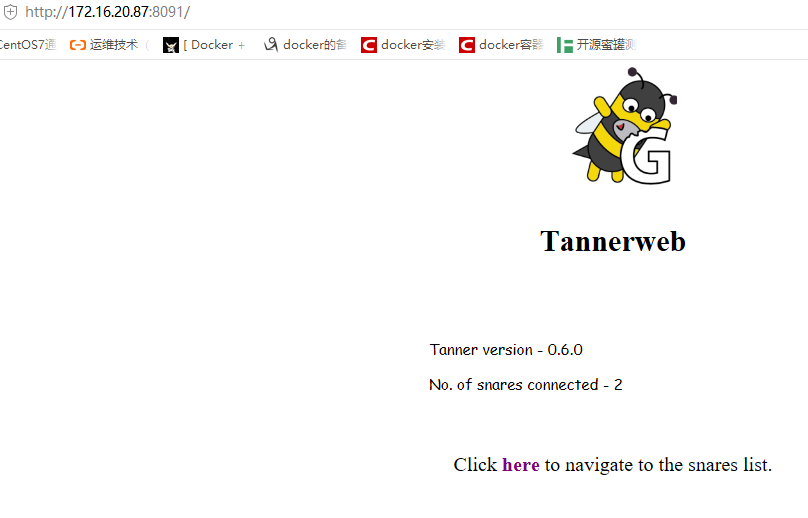 http://172.16.20.87:8091/
CentOS7通 运维技术 [ Docker + docker的备 docker安装 docker容器 开源蜜罐测
G
Tannerweb
Tanner version - 0.6.0
No. of snares connected - 2
Click here to navigate to the snares list.